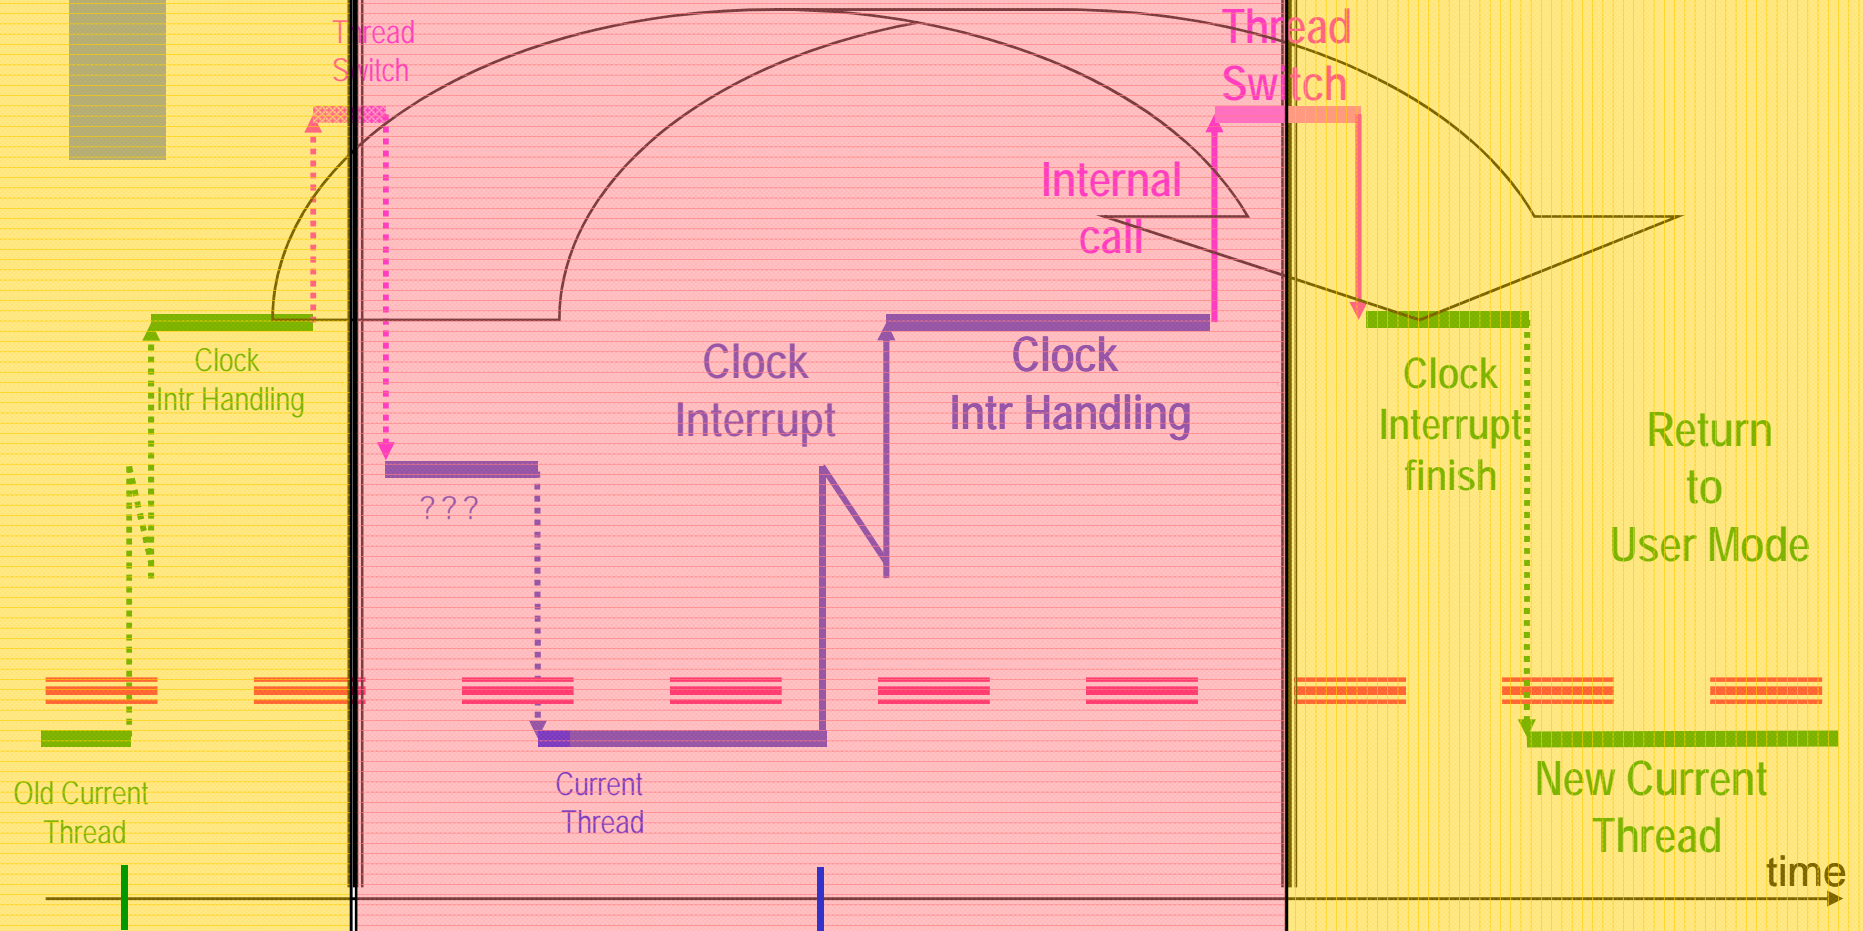 Thread
Switch
Thread
Switch
Internal
call
Clock
Intr Handling
Clock
Interrupt
Clock
Intr Handling
Clock
Interrupt
finish
Return
to
User Mode
???
Old Current
Thread
Current
Thread
New Current
Thread
time